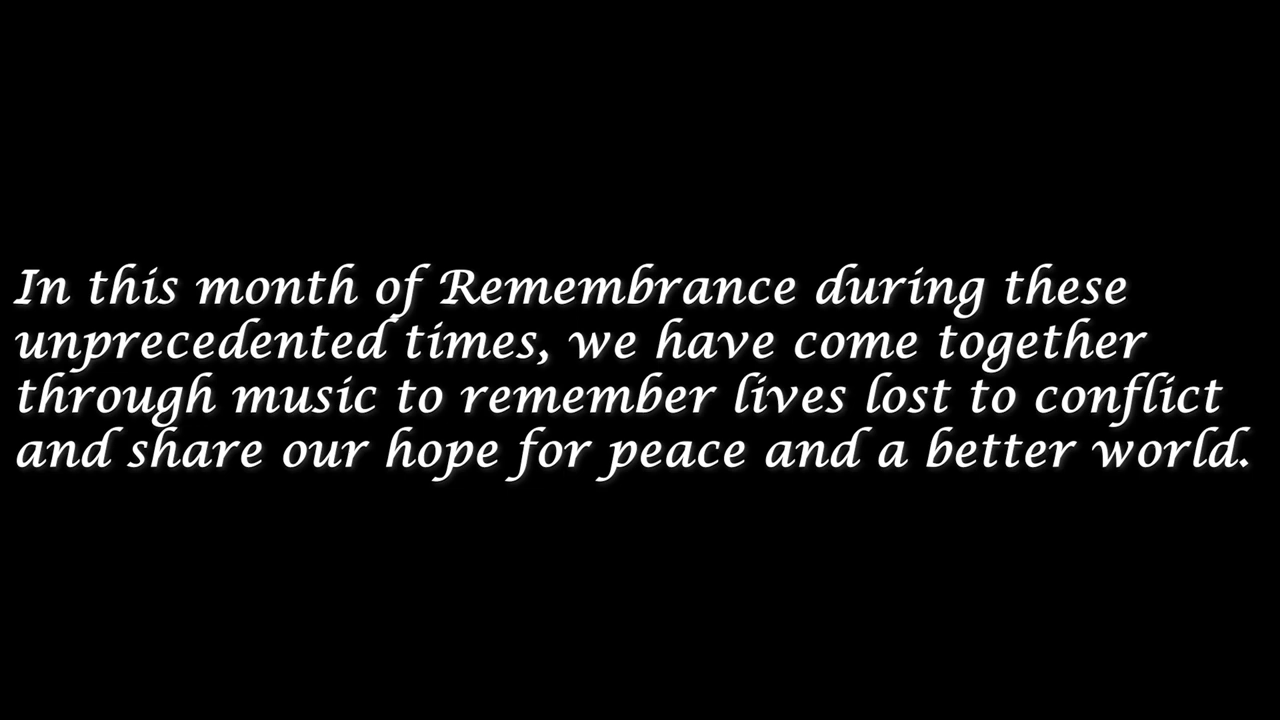 In this month of Remembrance during these
unprecedented times, we have come together
through music to remember lives lost to conflict
and share our hope for peace and a better world.